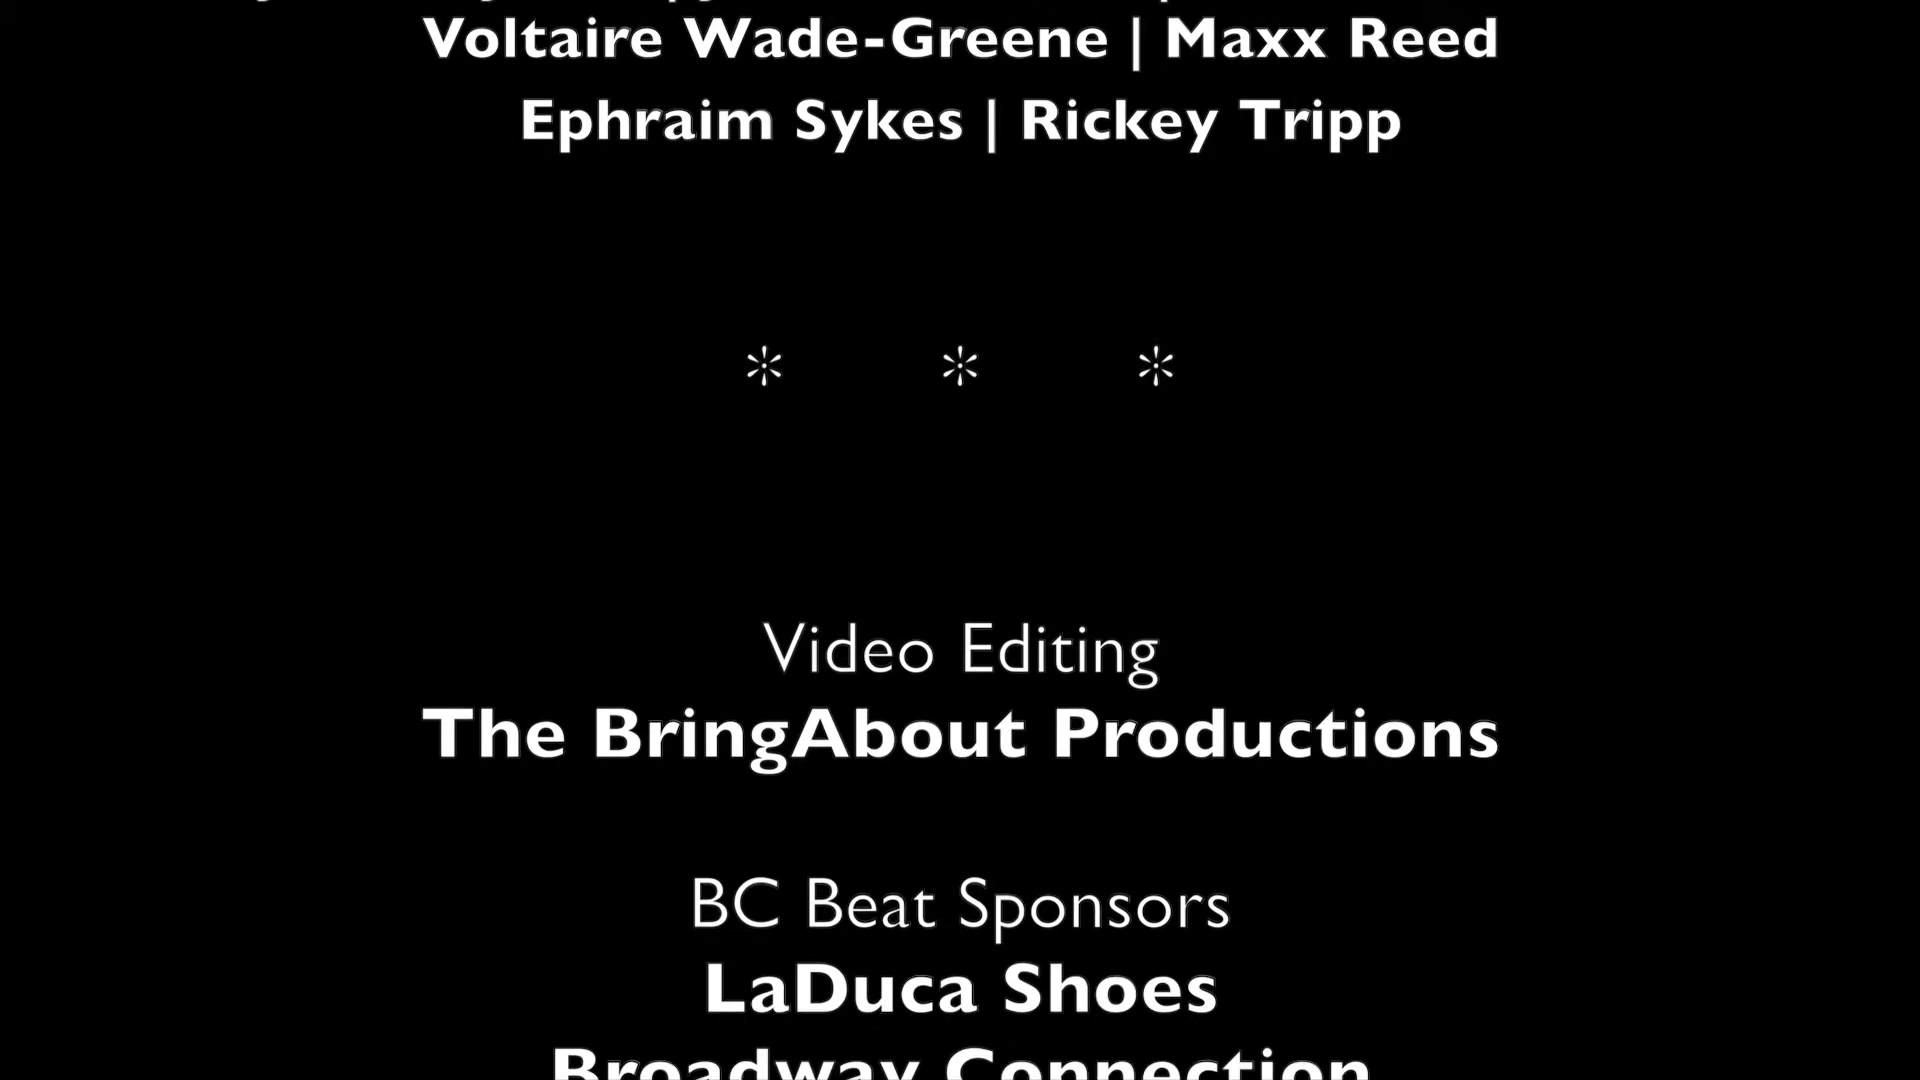 Voltaire Wade-Greene | Maxx Reed
Ephraim Sykes | Rickey Tripp
* * *
Video Editing
The BringAbout Productions
BC Beat Sponsors
LaDuca Shoes
Broadway Connection